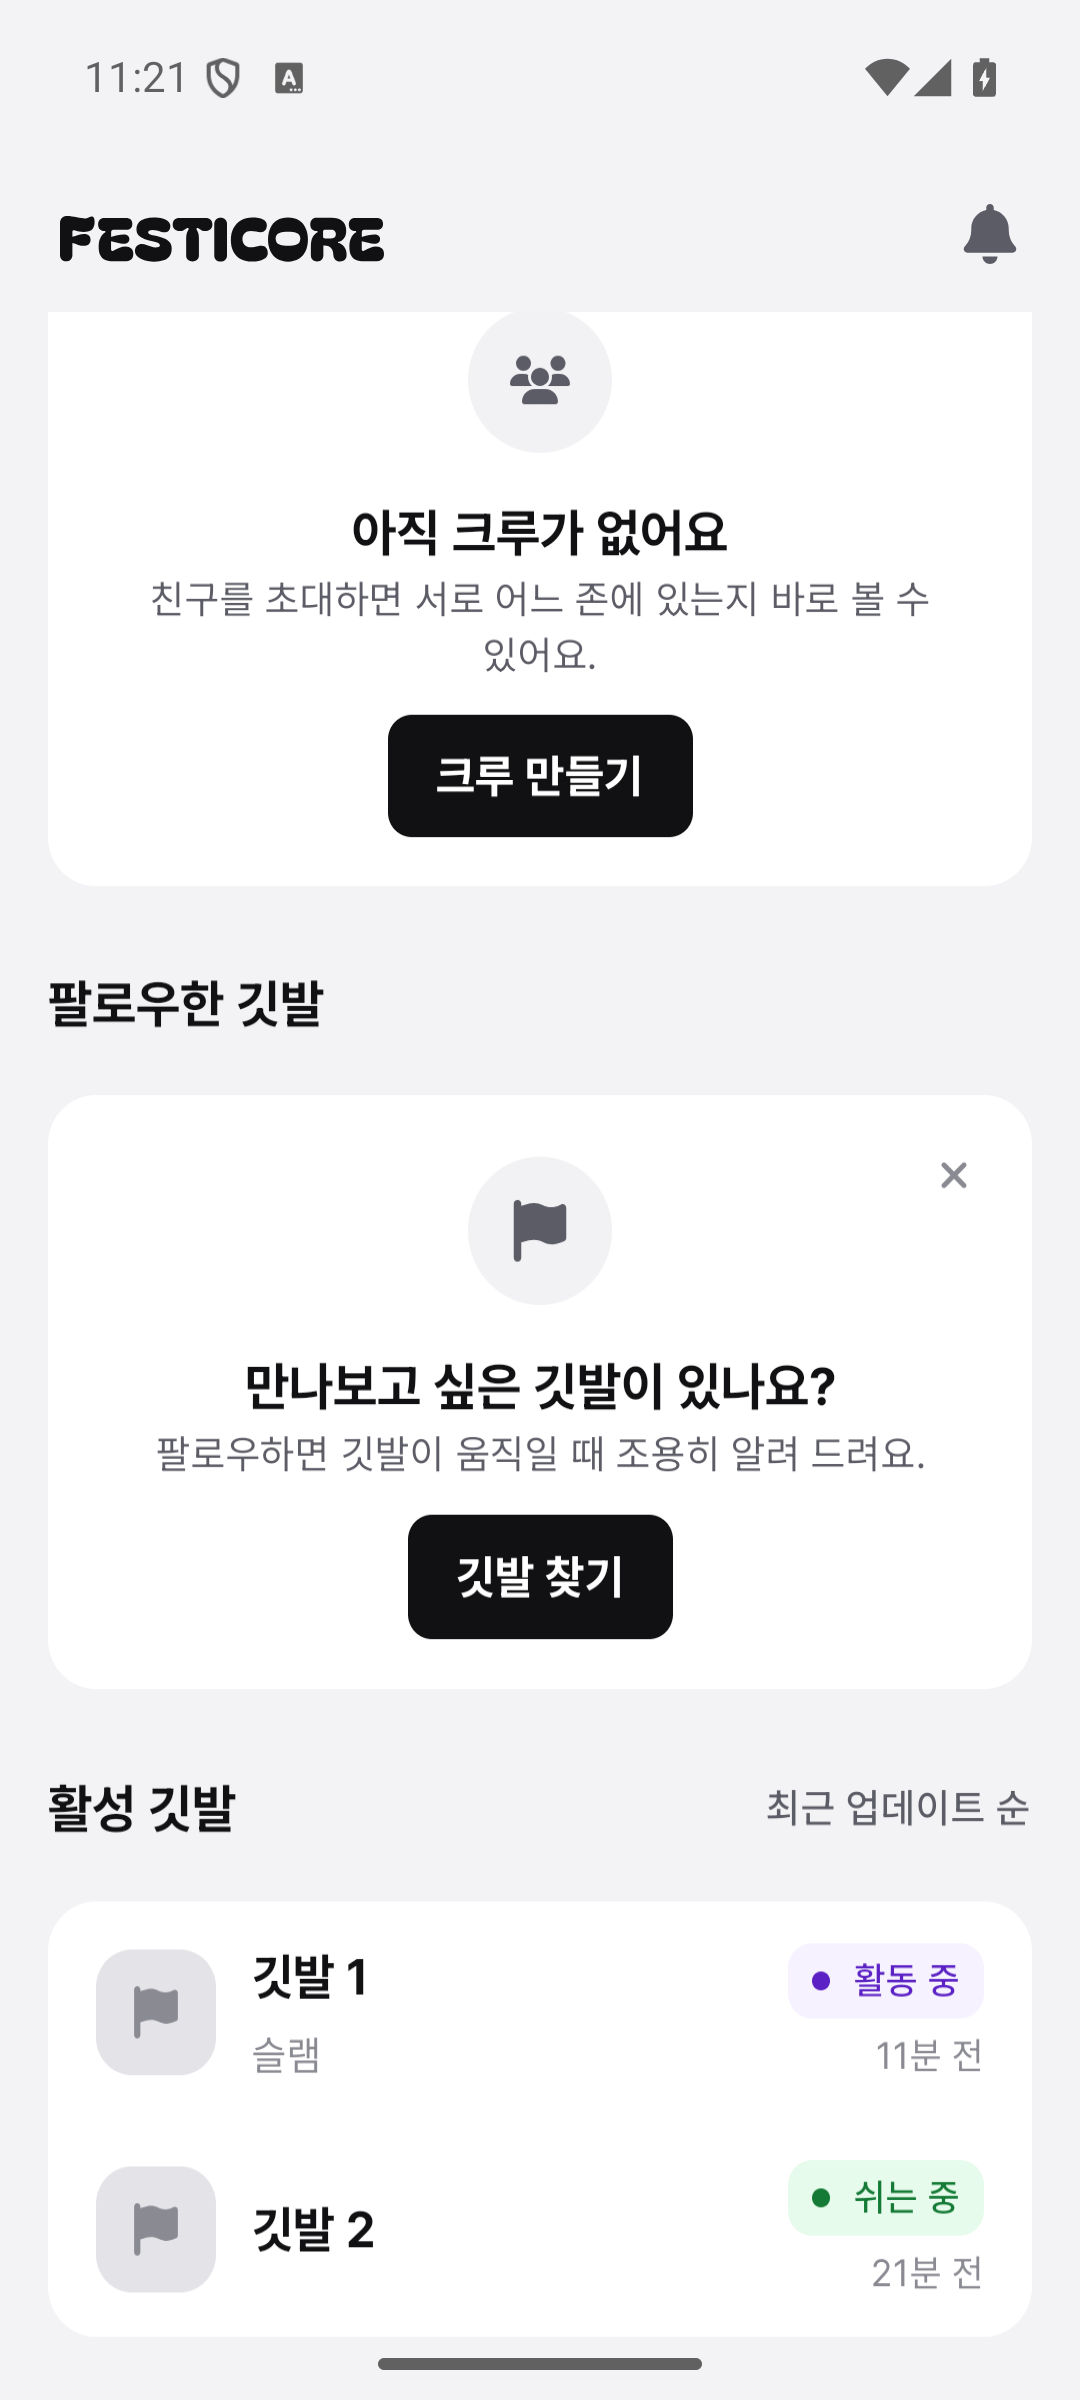 11:21
FESTICORE
아직 크루가 없어요
친구를 초대하면 서로 어느 존에 있는지 바로 볼 수
있어요.
크루 만들기
팔로우한 깃발
만나보고 싶은 깃발이 있나요?
팔로우하면 깃발이 움직일 때 조용히 알려 드려요.
깃발 찾기
활성 깃발
최근 업데이트 순
깃발 1
활동 중
슬램
11분 전
깃발 2
쉬는 중
21분 전